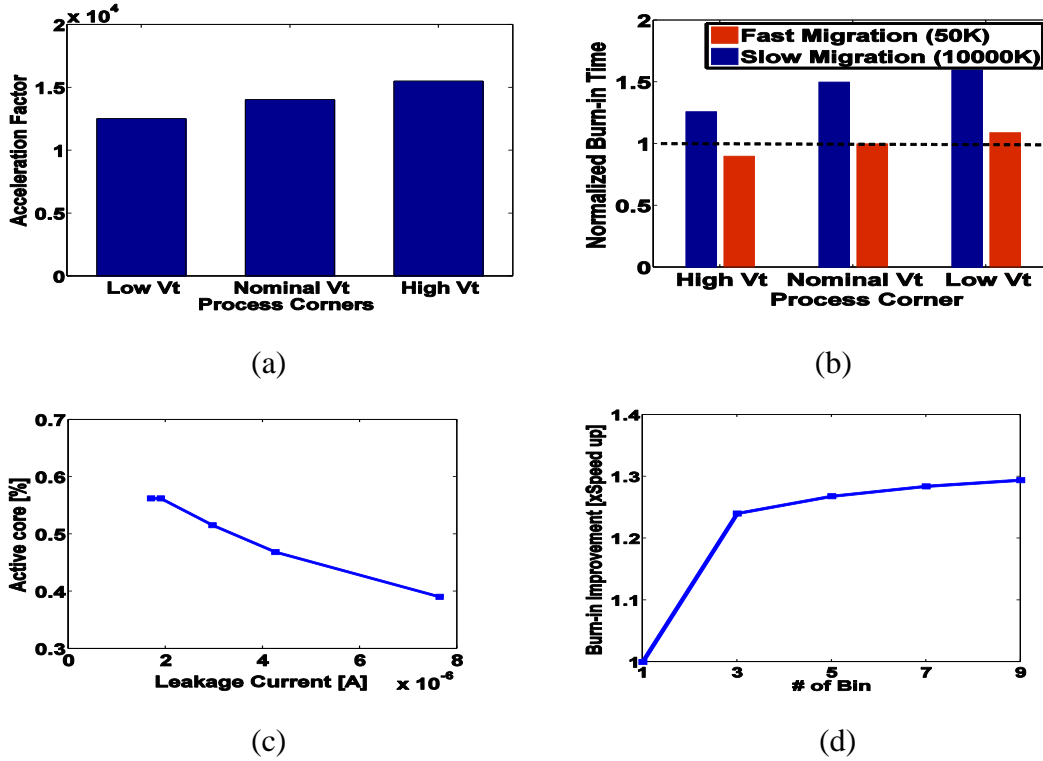 2 x 10^4
1.5
1
0.5
0
Acceleration Factor
Low Vt Nominal Vt High Vt
Process Corners
(a)
2
1.5
1
0.5
0
Normalized Burn-in Time
Fast Migration (50K)
Slow Migration (10000K)
High Vt Nominal Vt Low Vt
Process Corner
(b)
0.7
0.6
0.5
0.4
0.3
Active core [%]
0 2 4 6 8
Leakage Current [A] x 10^-6
(c)
1.4
1.3
1.2
1.1
1
Burn-in Improvement [xSpeed up]
1 3 5 7 9
# of Bin
(d)